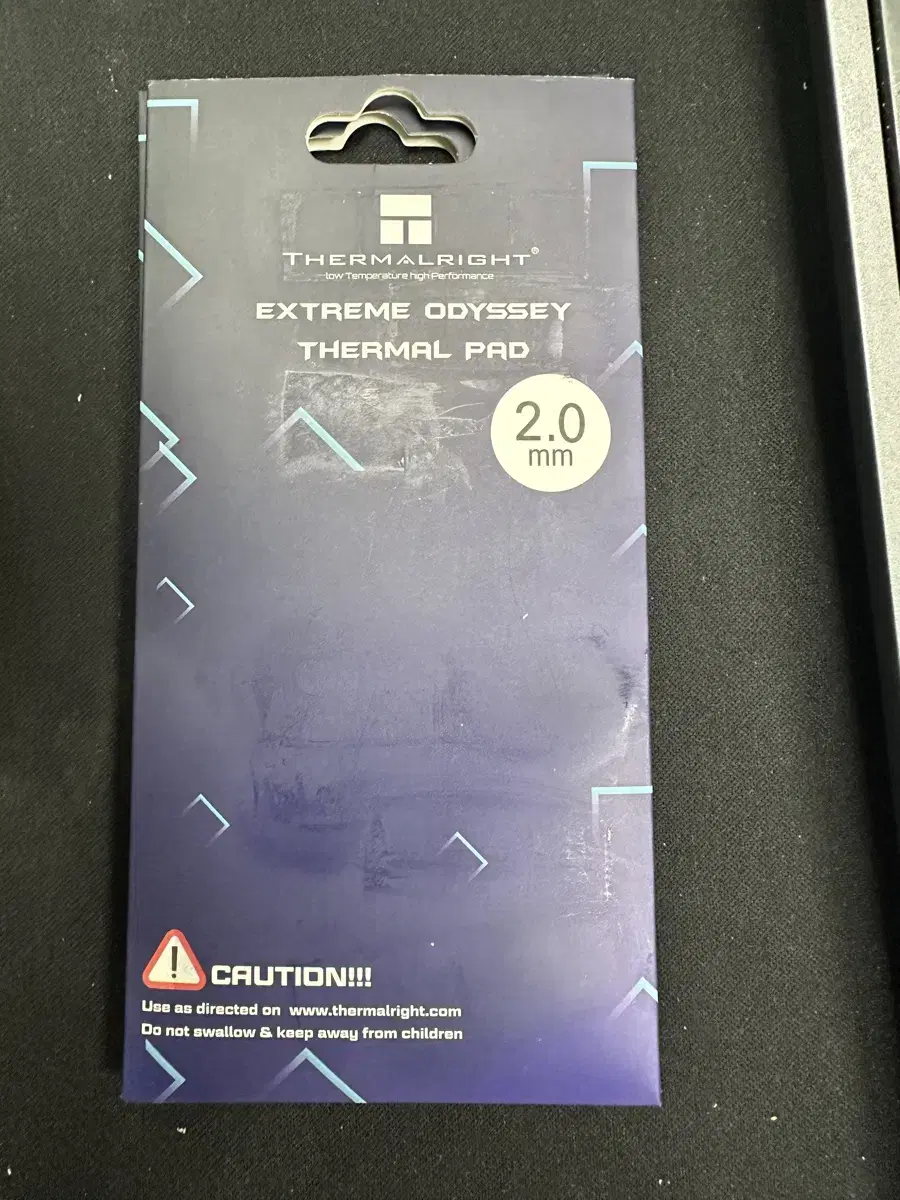 THERMALRIGHT®
low Temperature high Performance
EXTREME ODYSSEY
THERMAL PAD
2.0
mm
!
CAUTION!!!
Use as directed on www.thermalright.com
Do not swallow & keep away from children